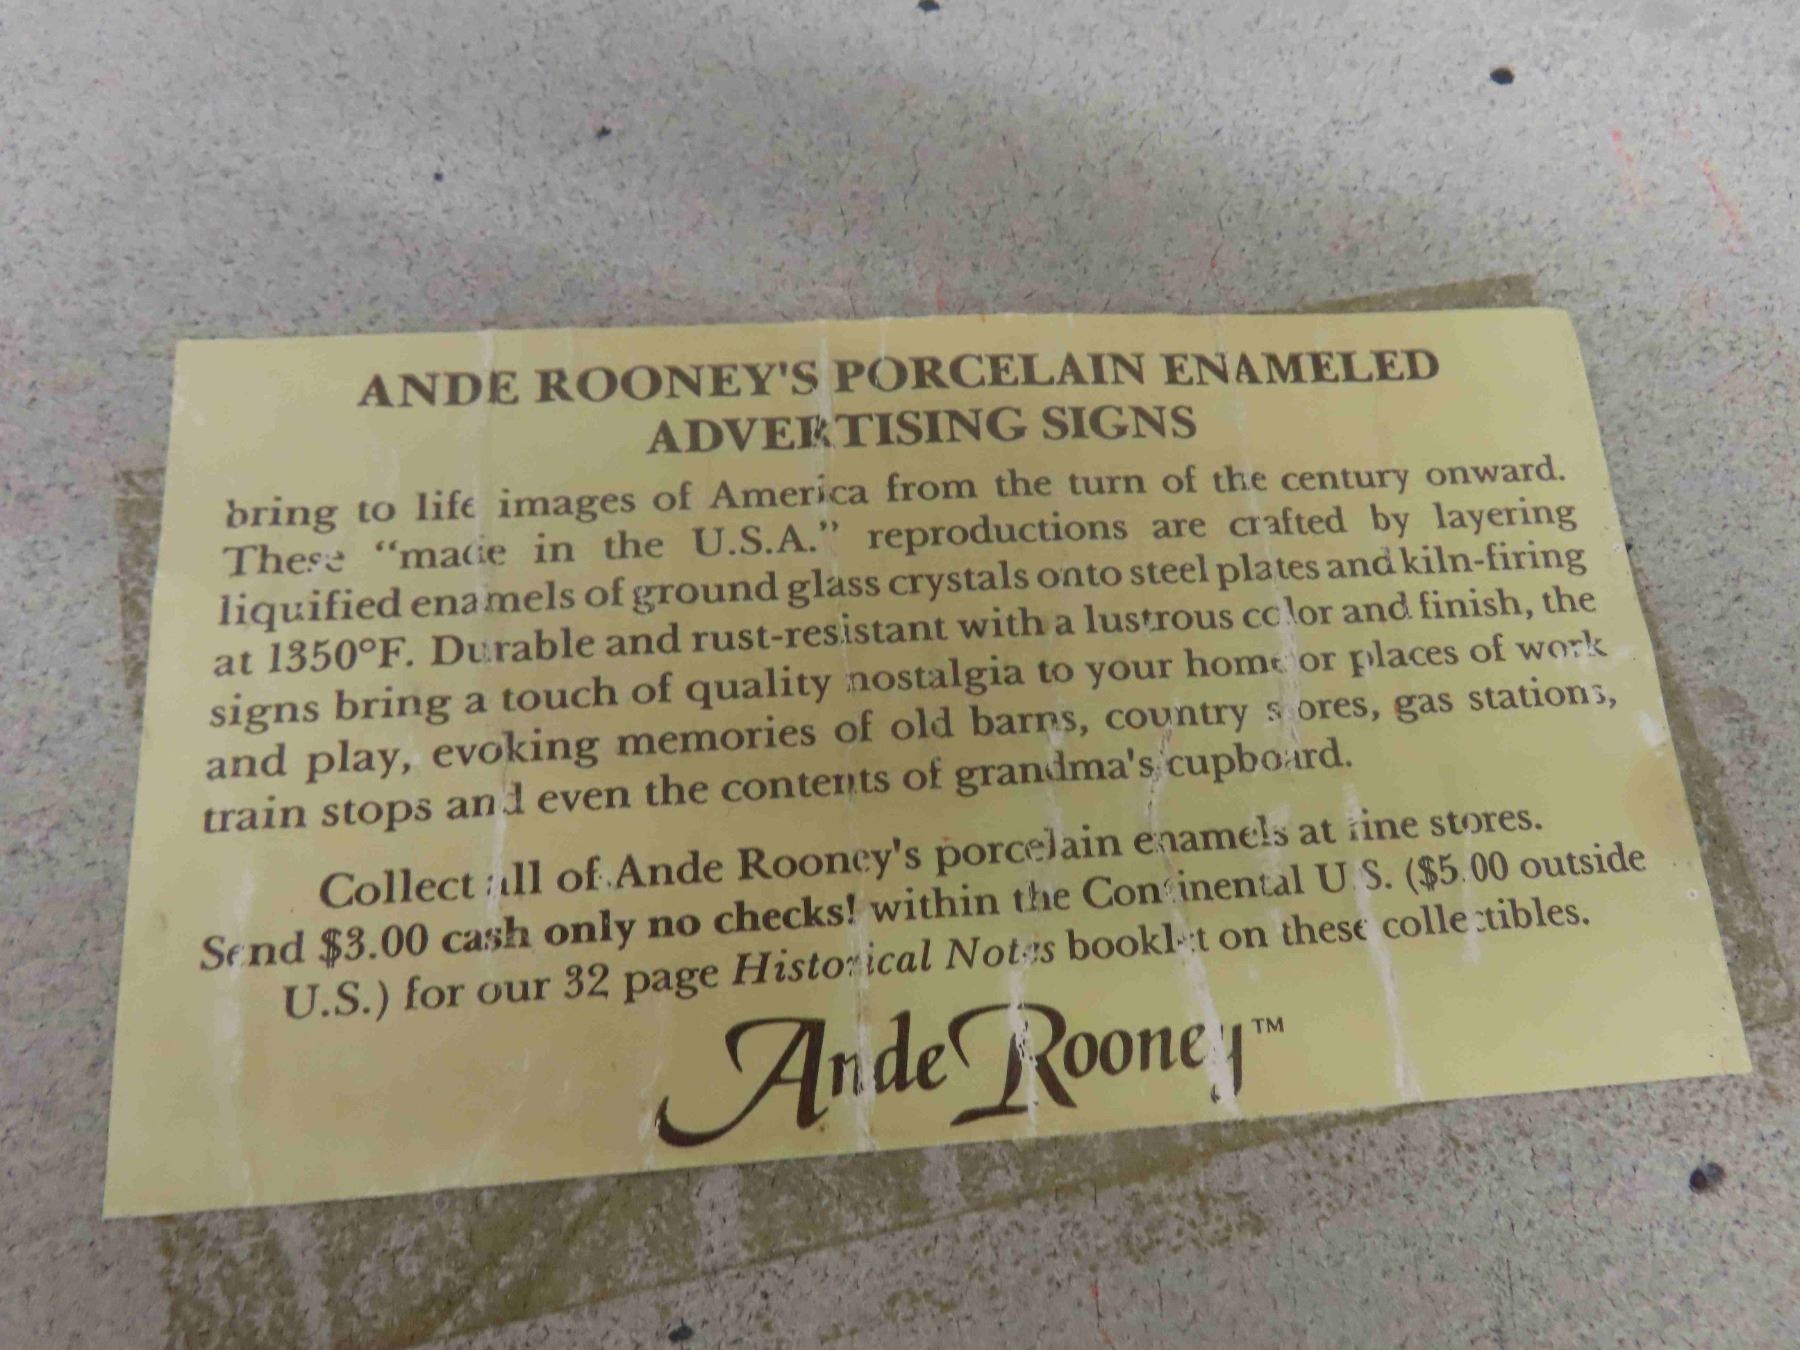 ANDE ROONEY'S PORCELAIN ENAMELED
ADVERTISING SIGNS
bring to life images of America from the turn of the century onward.
These “made in the U.S.A.” reproductions are crafted by layering
liquified enamels of ground glass crystals onto steel plates and kiln-firing
at 1350°F. Durable and rust-resistant with a lustrous color and finish, the
signs bring a touch of quality nostalgia to your home or places of work
and play, evoking memories of old barns, country stores, gas stations,
train stops and even the contents of grandma's cupboard.
Collect all of Ande Rooney's porcelain enamels at fine stores.
Send $3.00 cash only no checks! within the Continental U.S. ($5.00 outside
U.S.) for our 32 page Historical Notes booklet on these collectibles.
Ande Rooney™